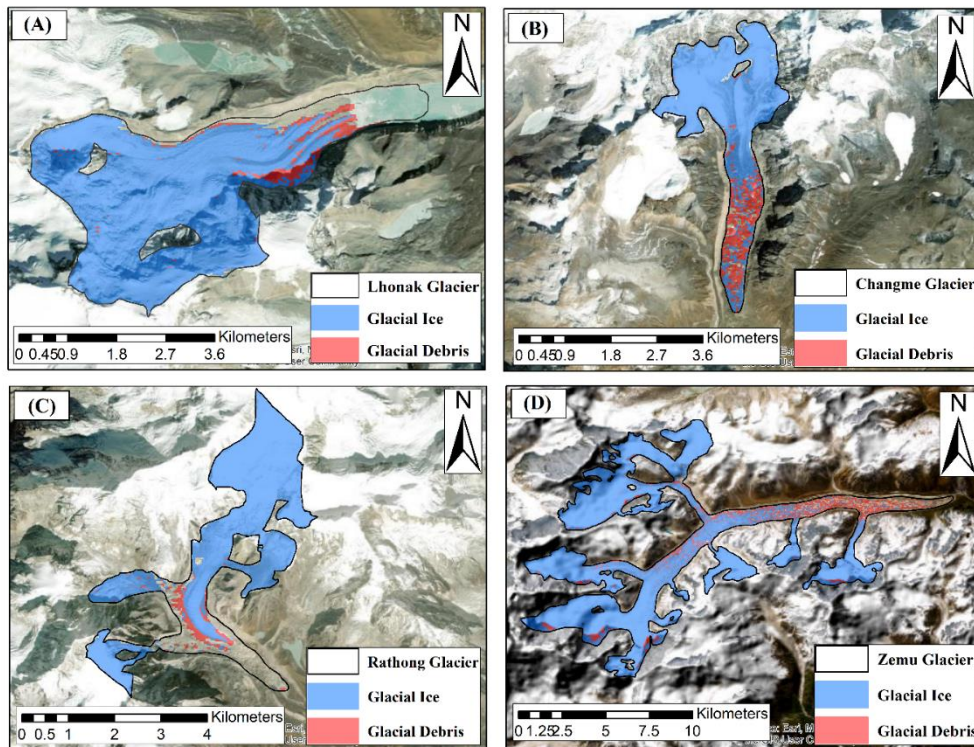 (A)
N
Lhonak Glacier
Glacial Ice
Glacial Debris
Kilometers
0 0.45 0.9 1.8 2.7 3.6
(B)
N
Changme Glacier
Glacial Ice
Glacial Debris
Kilometers
0 0.45 0.9 1.8 2.7 3.6
(C)
N
Rathong Glacier
Glacial Ice
Glacial Debris
Kilometers
0 0.5 1 2 3 4
(D)
N
Zemu Glacier
Glacial Ice
Glacial Debris
Kilometers
0 1.25 2.5 5 7.5 10